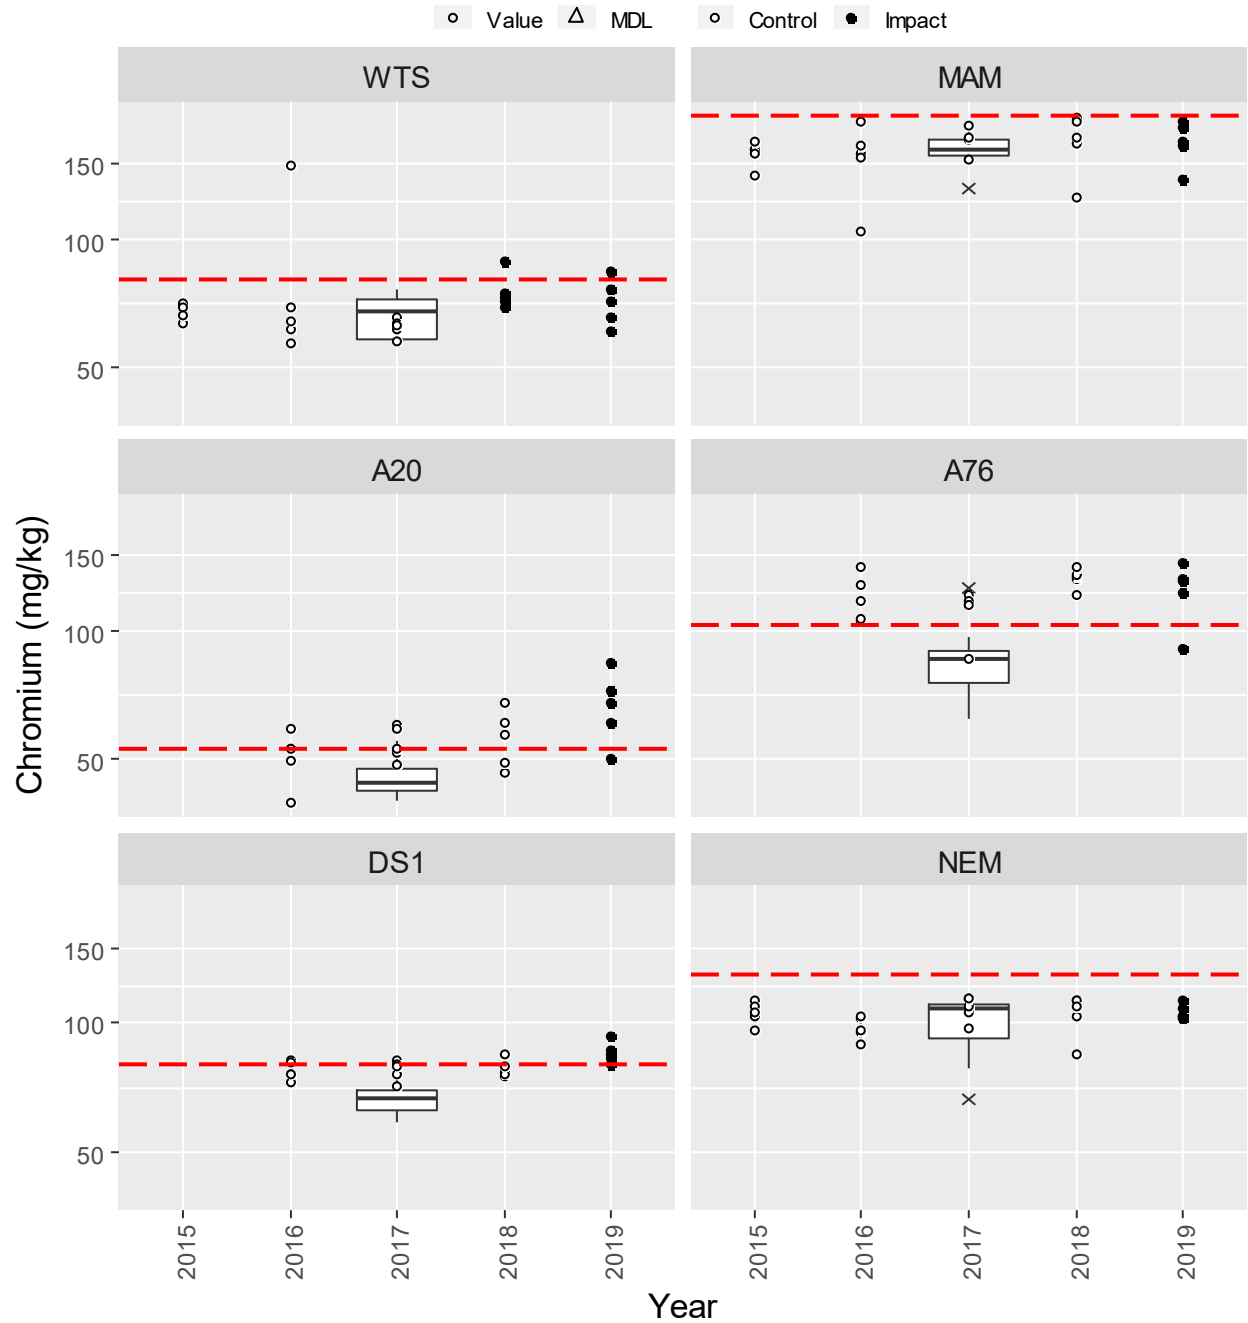 Value MDL Control Impact
WTS MAM
150
100
50
A20 A76
150
100
50
Chromium (mg/kg)
DS1 NEM
150
100
50
2015 2016 2017 2018 2019 2015 2016 2017 2018 2019
Year